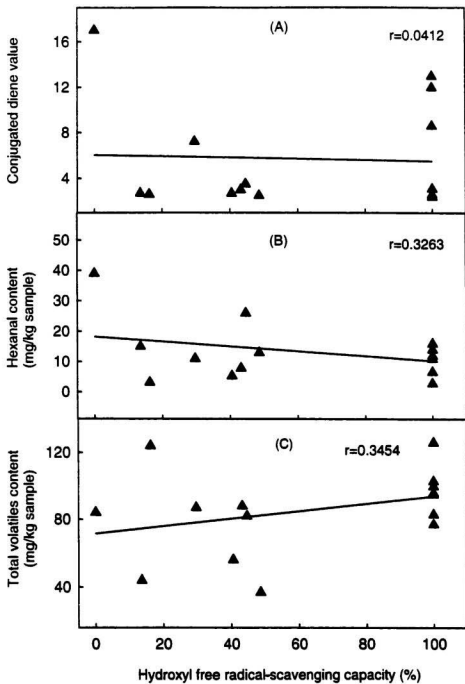 (A)
r=0.0412
Conjugated diene value
16
12
8
4
(B)
r=0.3263
Hexanal content
(mg/kg sample)
50
40
30
20
10
0
(C)
r=0.3454
Total volatiles content
(mg/kg sample)
120
80
40
0 20 40 60 80 100
Hydroxyl free radical-scavenging capacity (%)